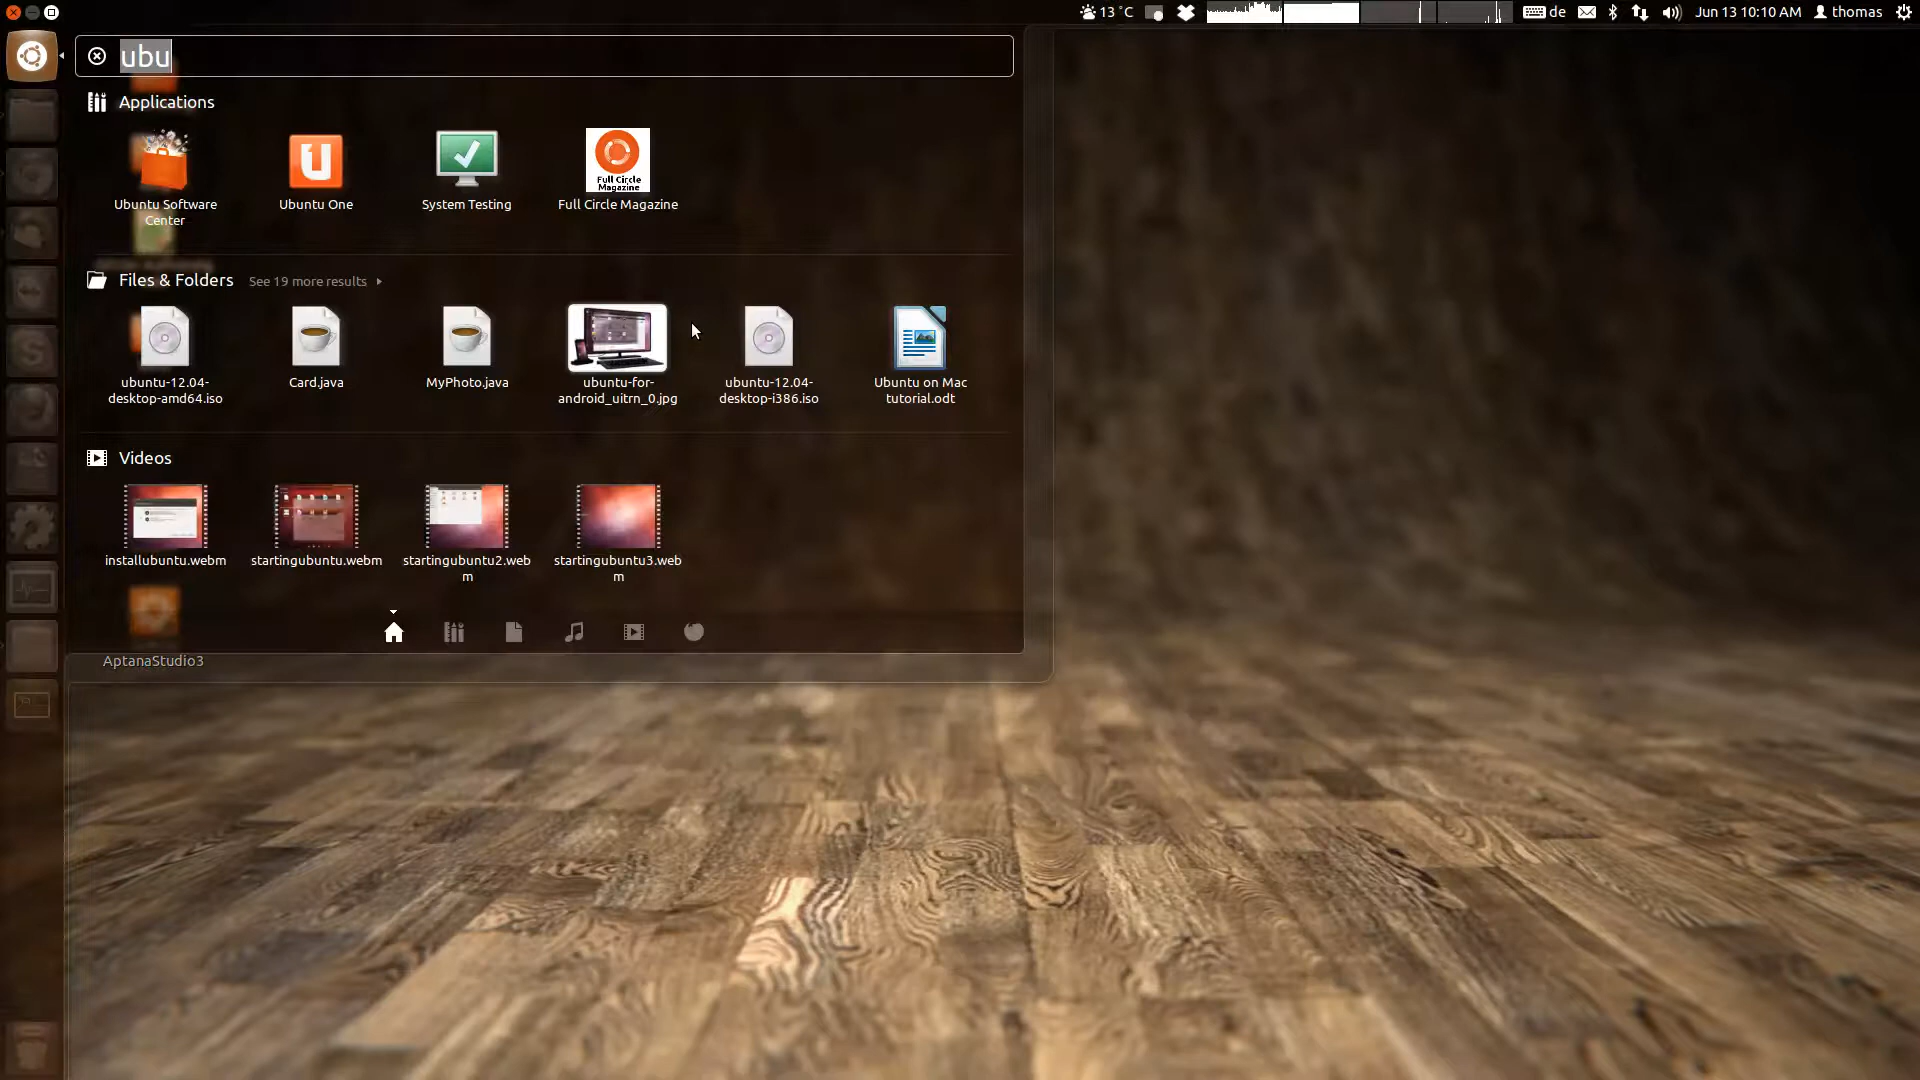 13 °C
de
Jun 13 10:10 AM
thomas
ubu
Applications
Ubuntu Software
Center
Ubuntu One
System Testing
Full Circle
Magazine
Full Circle Magazine
Files & Folders
See 19 more results
ubuntu-12.04-
desktop-amd64.iso
Card.java
MyPhoto.java
ubuntu-for-
android_uitrn_0.jpg
ubuntu-12.04-
desktop-i386.iso
Ubuntu on Mac
tutorial.odt
Videos
installubuntu.webm
startingubuntu.webm
startingubuntu2.web
m
startingubuntu3.web
m
AptanaStudio3